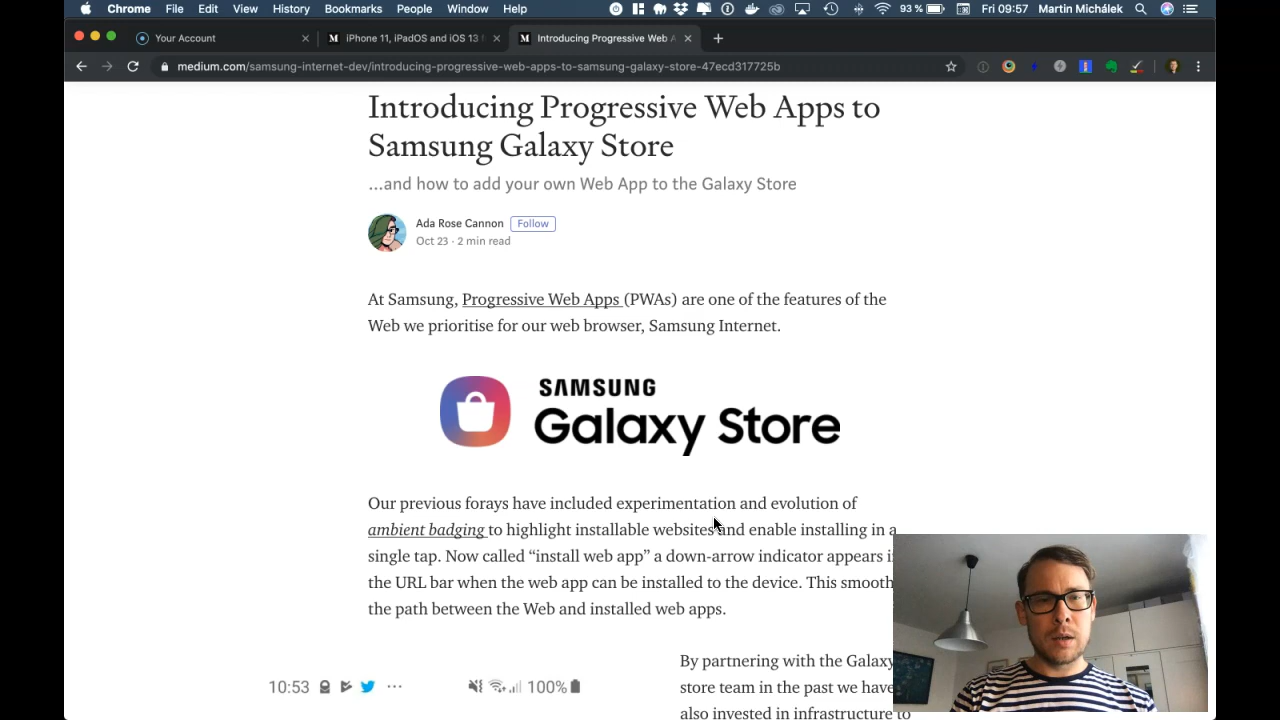 Chrome File Edit View History Bookmarks People Window Help 93 % Fri 09:57 Martin Michálek
Your Account
iPhone 11, iPadOS and iOS 13
Introducing Progressive Web A
medium.com/samsung-internet-dev/introducing-progressive-web-apps-to-samsung-galaxy-store-47ecd317725b
Introducing Progressive Web Apps to
Samsung Galaxy Store
…and how to add your own Web App to the Galaxy Store
Ada Rose Cannon Follow
Oct 23 · 2 min read
At Samsung, Progressive Web Apps (PWAs) are one of the features of the
Web we prioritise for our web browser, Samsung Internet.
SAMSUNG
Galaxy Store
Our previous forays have included experimentation and evolution of
ambient badging to highlight installable websites and enable installing in a
single tap. Now called “install web app” a down-arrow indicator appears i
the URL bar when the web app can be installed to the device. This smooth
the path between the Web and installed web apps.
By partnering with the Galaxy
store team in the past we have
also invested in infrastructure to
10:53 ··· 100%